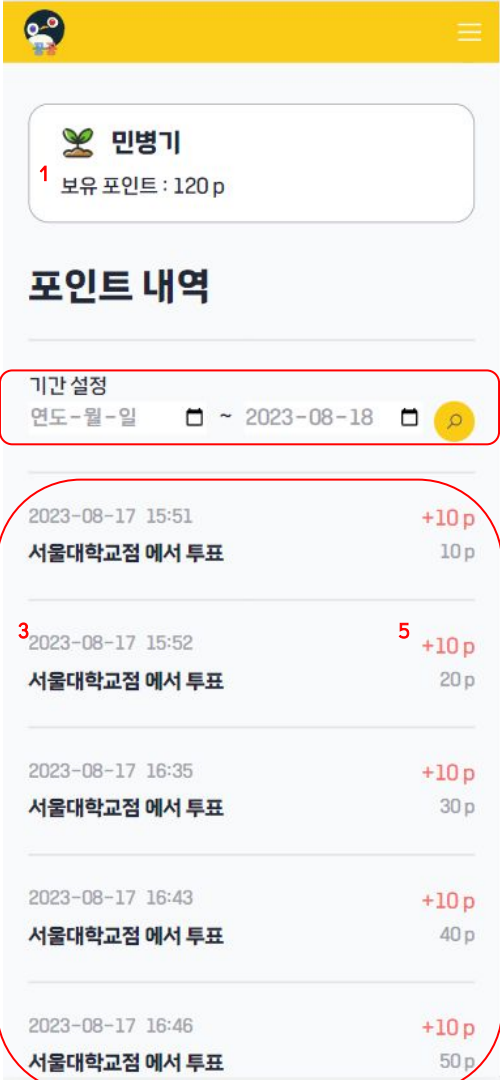 꾹꾹
민병기
1
보유 포인트 : 120 p
포인트 내역
기간 설정
연도-월-일 ~ 2023-08-18
2023-08-17 15:51 +10 p
서울대학교점 에서 투표 10 p
3 5
2023-08-17 15:52 +10 p
서울대학교점 에서 투표 20 p
2023-08-17 16:35 +10 p
서울대학교점 에서 투표 30 p
2023-08-17 16:43 +10 p
서울대학교점 에서 투표 40 p
2023-08-17 16:46 +10 p
서울대학교점 에서 투표 50 p